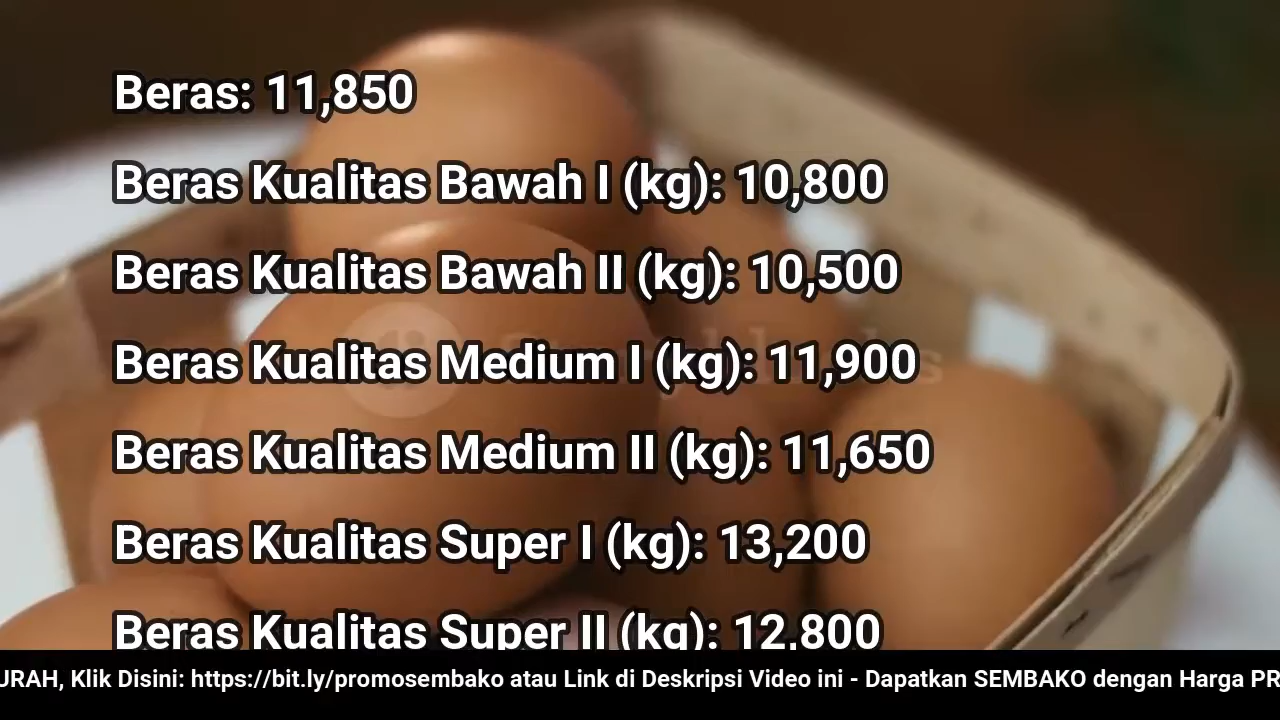 Beras: 11,850
Beras Kualitas Bawah I (kg): 10,800
Beras Kualitas Bawah II (kg): 10,500
Beras Kualitas Medium I (kg): 11,900
Beras Kualitas Medium II (kg): 11,650
Beras Kualitas Super I (kg): 13,200
Beras Kualitas Super II (kg): 12,800
URAH, Klik Disini: https://bit.ly/promosembako atau Link di Deskripsi Video ini - Dapatkan SEMBAKO dengan Harga PR